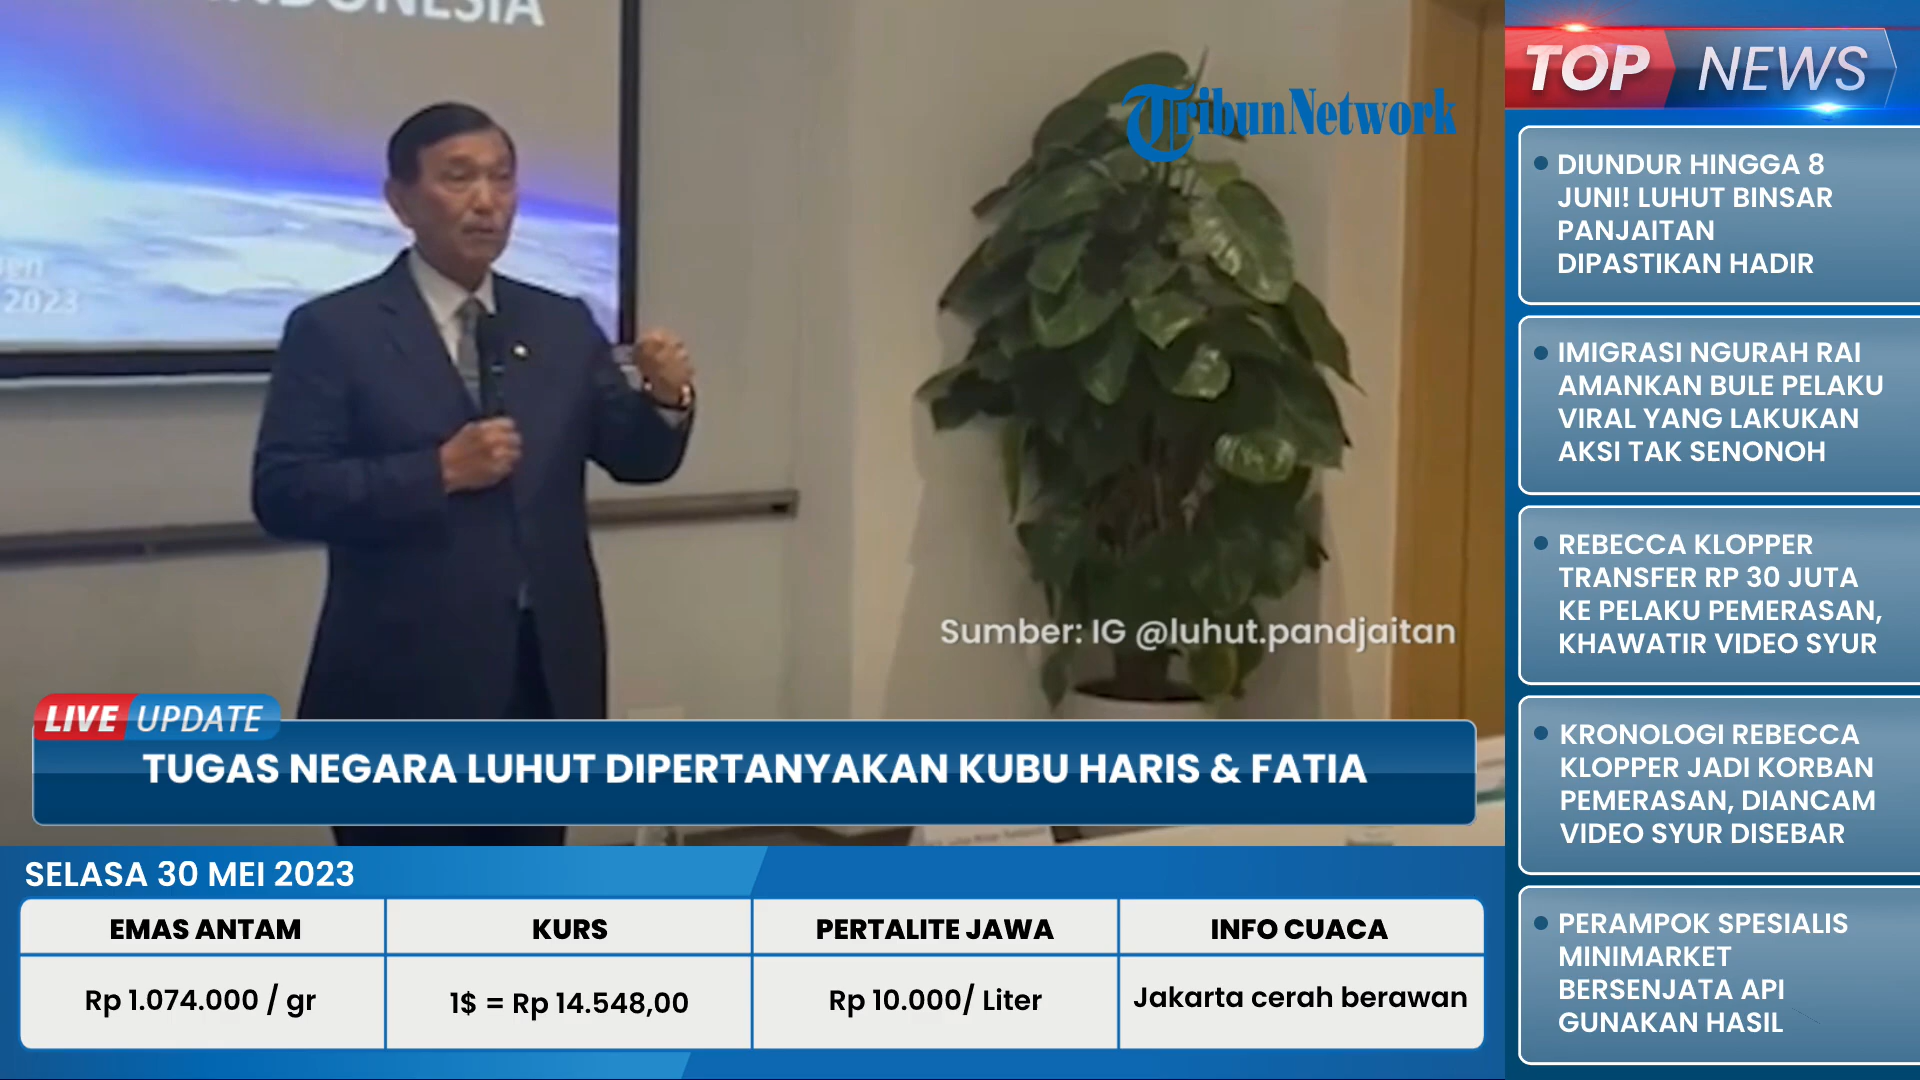 INDONESIA
2023
TribunNetwork
Sumber: IG @luhut.pandjaitan
LIVE UPDATE
TUGAS NEGARA LUHUT DIPERTANYAKAN KUBU HARIS & FATIA
SELASA 30 MEI 2023
EMAS ANTAM
KURS
PERTALITE JAWA
INFO CUACA
Rp 1.074.000 / gr
1$ = Rp 14.548,00
Rp 10.000/ Liter
Jakarta cerah berawan
TOP NEWS
DIUNDUR HINGGA 8
JUNI! LUHUT BINSAR
PANJAITAN
DIPASTIKAN HADIR
IMIGRASI NGURAH RAI
AMANKAN BULE PELAKU
VIRAL YANG LAKUKAN
AKSI TAK SENONOH
REBECCA KLOPPER
TRANSFER RP 30 JUTA
KE PELAKU PEMERASAN,
KHAWATIR VIDEO SYUR
KRONOLOGI REBECCA
KLOPPER JADI KORBAN
PEMERASAN, DIANCAM
VIDEO SYUR DISEBAR
PERAMPOK SPESIALIS
MINIMARKET
BERSENJATA API
GUNAKAN HASIL